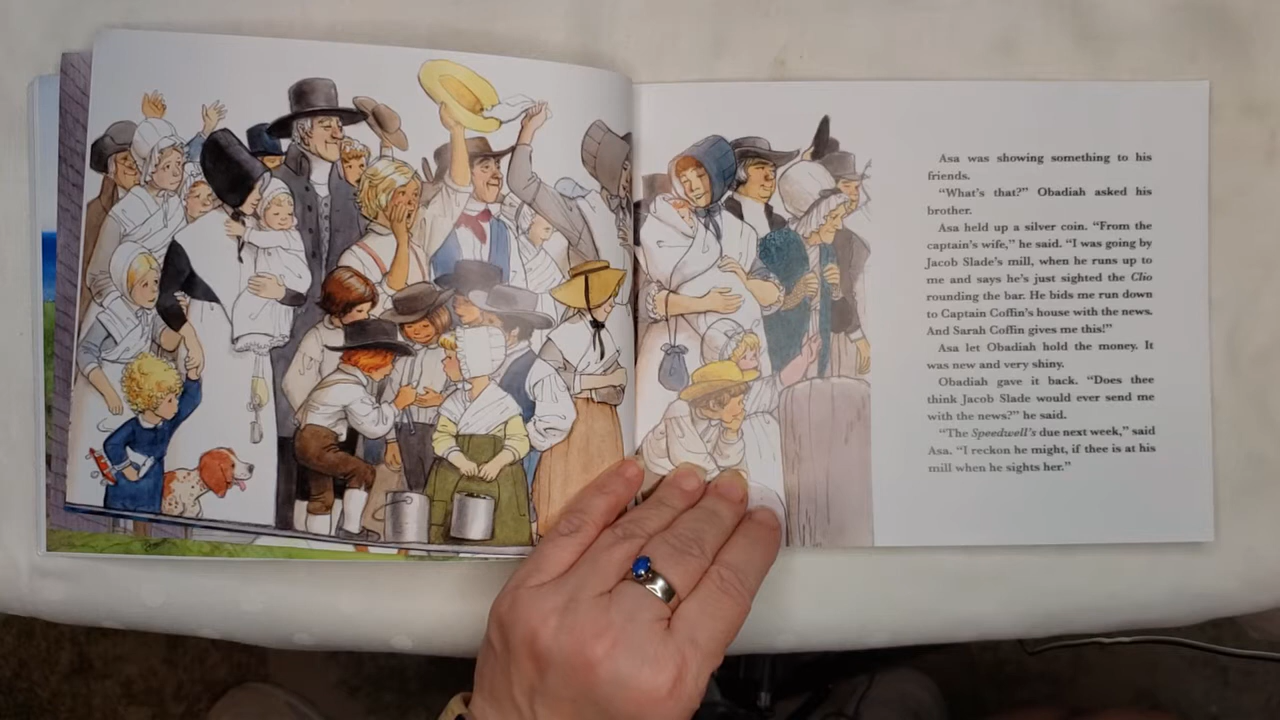 Asa was showing something to his
friends.
"What's that?" Obadiah asked his
brother.
Asa held up a silver coin. "From the
captain's wife," he said. "I was going by
Jacob Slade's mill, when he runs up to
me and says he's just sighted the Clio
rounding the bar. He bids me run down
to Captain Coffin's house with the news.
And Sarah Coffin gives me this!"
Asa let Obadiah hold the money. It
was new and very shiny.
Obadiah gave it back. "Does thee
think Jacob Slade would ever send me
with the news?" he said.
"The Speedwell's due next week," said
Asa. "I reckon he might, if thee is at his
mill when he sights her."